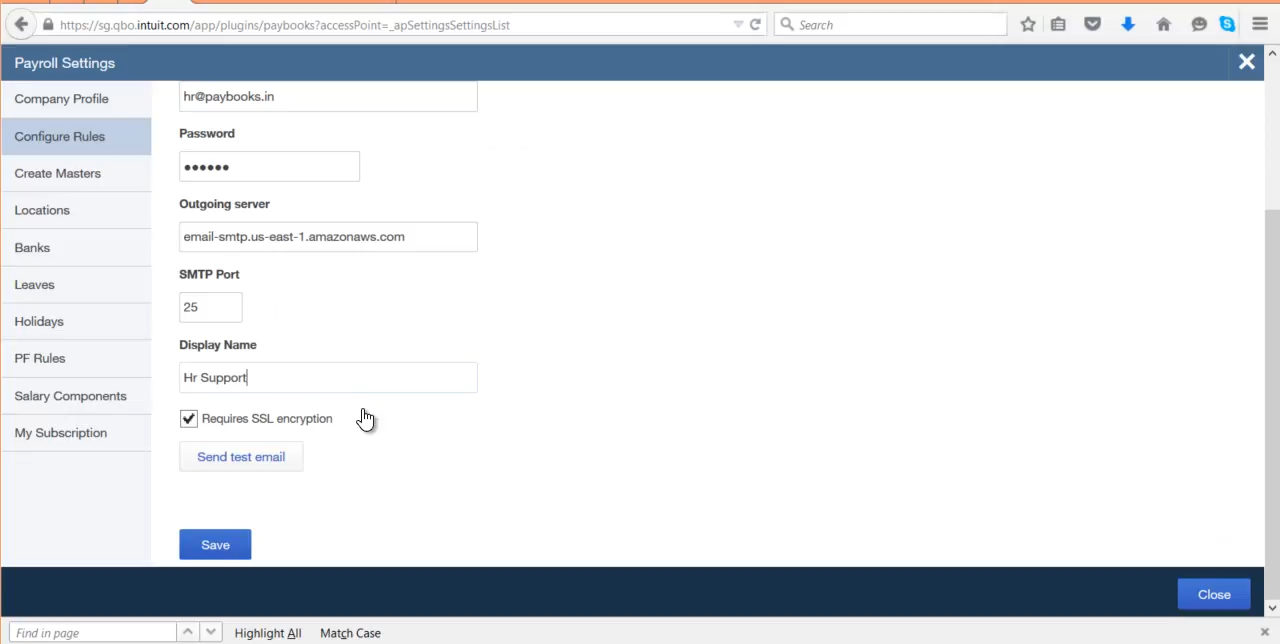 https://sg.qbo.intuit.com/app/plugins/paybooks?accessPoint=_apSettingsSettingsList
Search
Payroll Settings
Company Profile
Configure Rules
Create Masters
Locations
Banks
Leaves
Holidays
PF Rules
Salary Components
My Subscription
hr@paybooks.in
Password
••••••
Outgoing server
email-smtp.us-east-1.amazonaws.com
SMTP Port
25
Display Name
Hr Support
Requires SSL encryption
Send test email
Save
Close
Find in page
Highlight All
Match Case